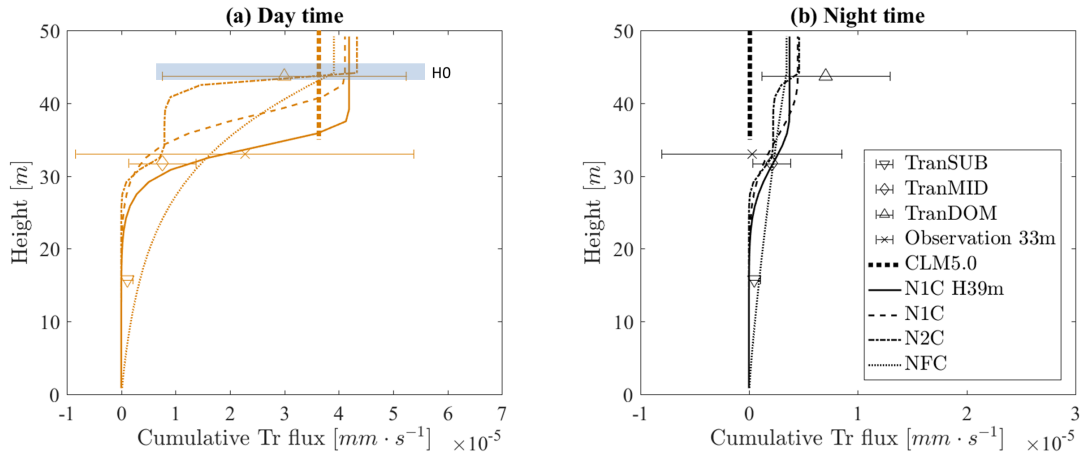 (a) Day time
50
40
30
20
10
0
H0
Height [m]
-1 0 1 2 3 4 5 6 7
Cumulative Tr flux [mm · s⁻¹] ×10⁻⁵
(b) Night time
50
40
30
20
10
0
Height [m]
TranSUB
TranMID
TranDOM
Observation 33m
CLM5.0
N1C H39m
N1C
N2C
NFC
-1 0 1 2 3
Cumulative Tr flux [mm · s⁻¹] ×10⁻⁵